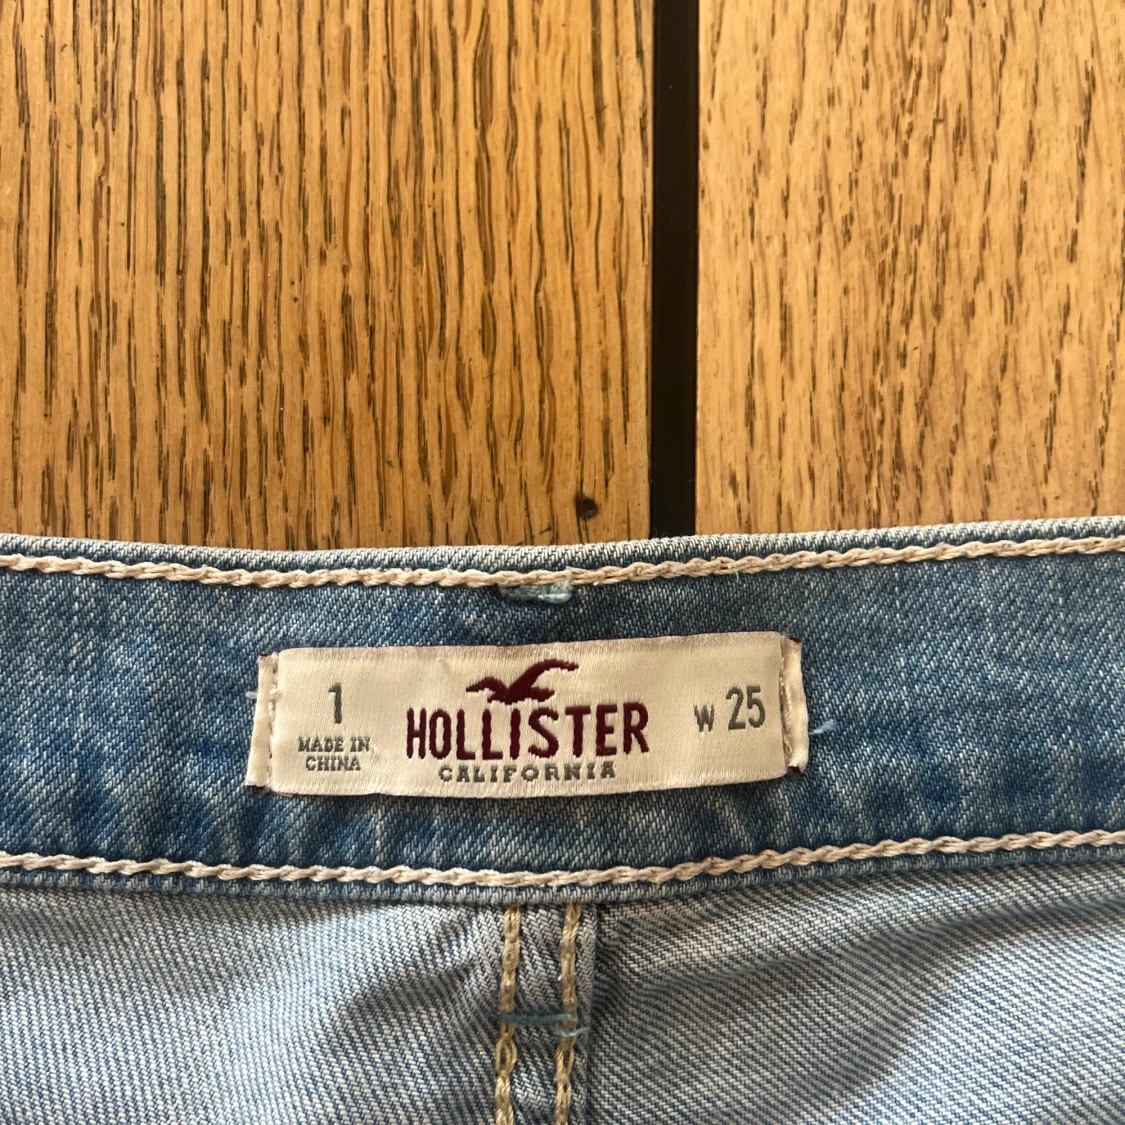 1
MADE IN
CHINA
HOLLISTER
CALIFORNIA
W 25